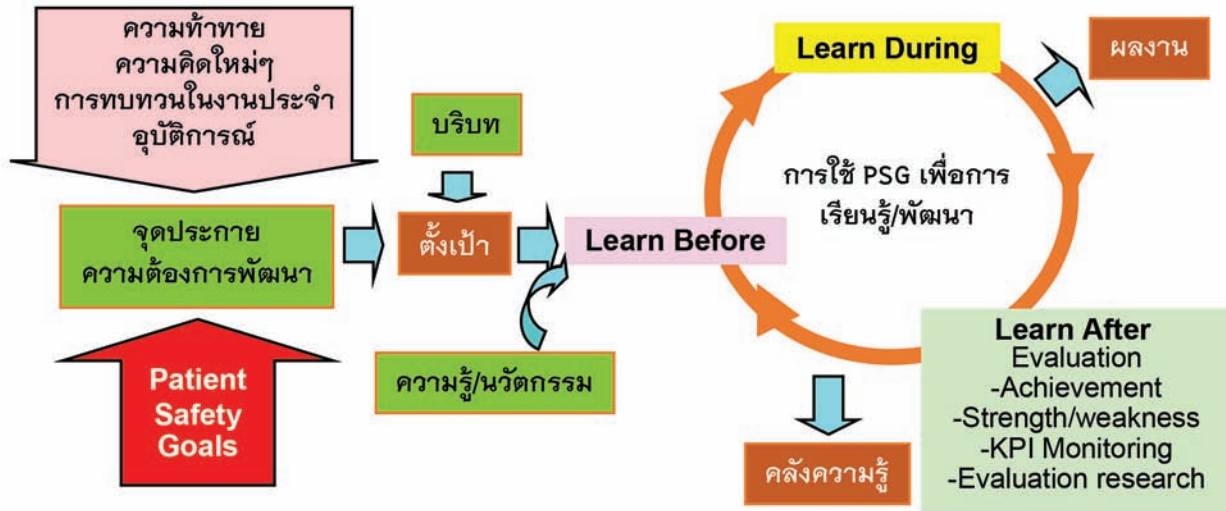 ความท้าทาย
ความคิดใหม่ๆ
การทบทวนในงานประจำ
อุบัติการณ์
จุดประกาย
ความต้องการพัฒนา
Patient
Safety
Goals
บริบท
ตั้งเป้า
ความรู้/นวัตกรรม
Learn Before
Learn During
ผลงาน
การใช้ PSG เพื่อการ
เรียนรู้/พัฒนา
Learn After
Evaluation
-Achievement
-Strength/weakness
-KPI Monitoring
-Evaluation research
คลังความรู้